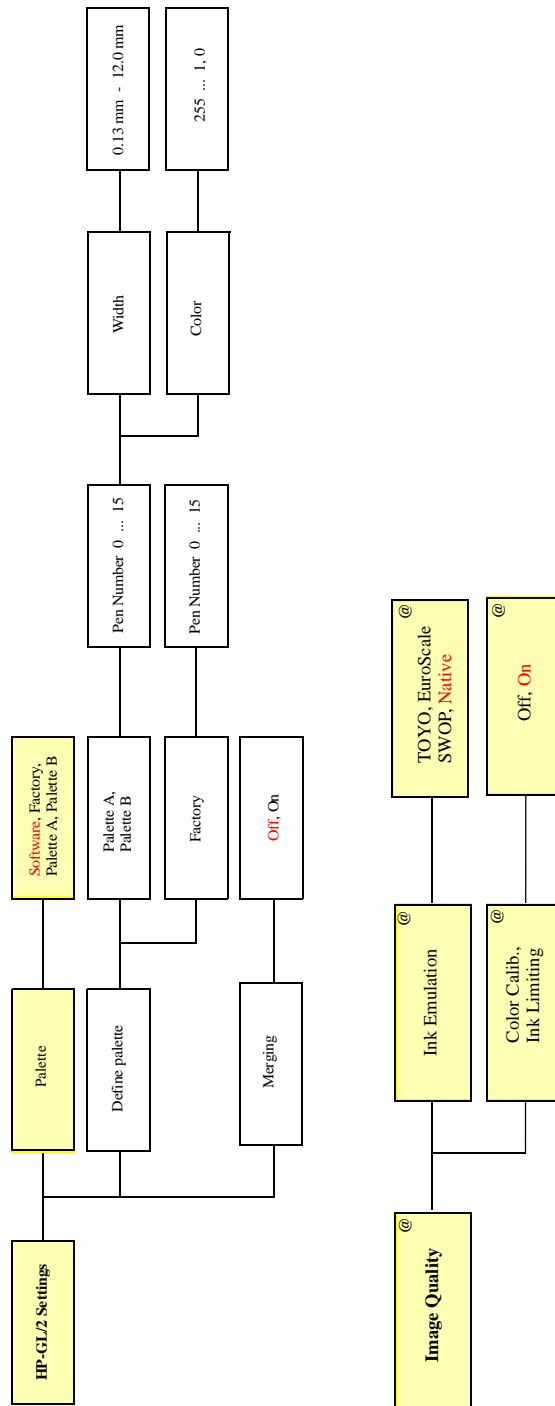 HP-GL/2 Settings
Palette
Software, Factory,
Palette A, Palette B
Define palette
Palette A,
Palette B
Pen Number 0 ... 15
Width
0.13 mm - 12.0 mm
Color
255 ... 1, 0
Factory
Pen Number 0 ... 15
Merging
Off, On
@
Image Quality
@
Ink Emulation
@
TOYO, EuroScale
SWOP, Native
@
Color Calib.,
Ink Limiting
@
Off, On